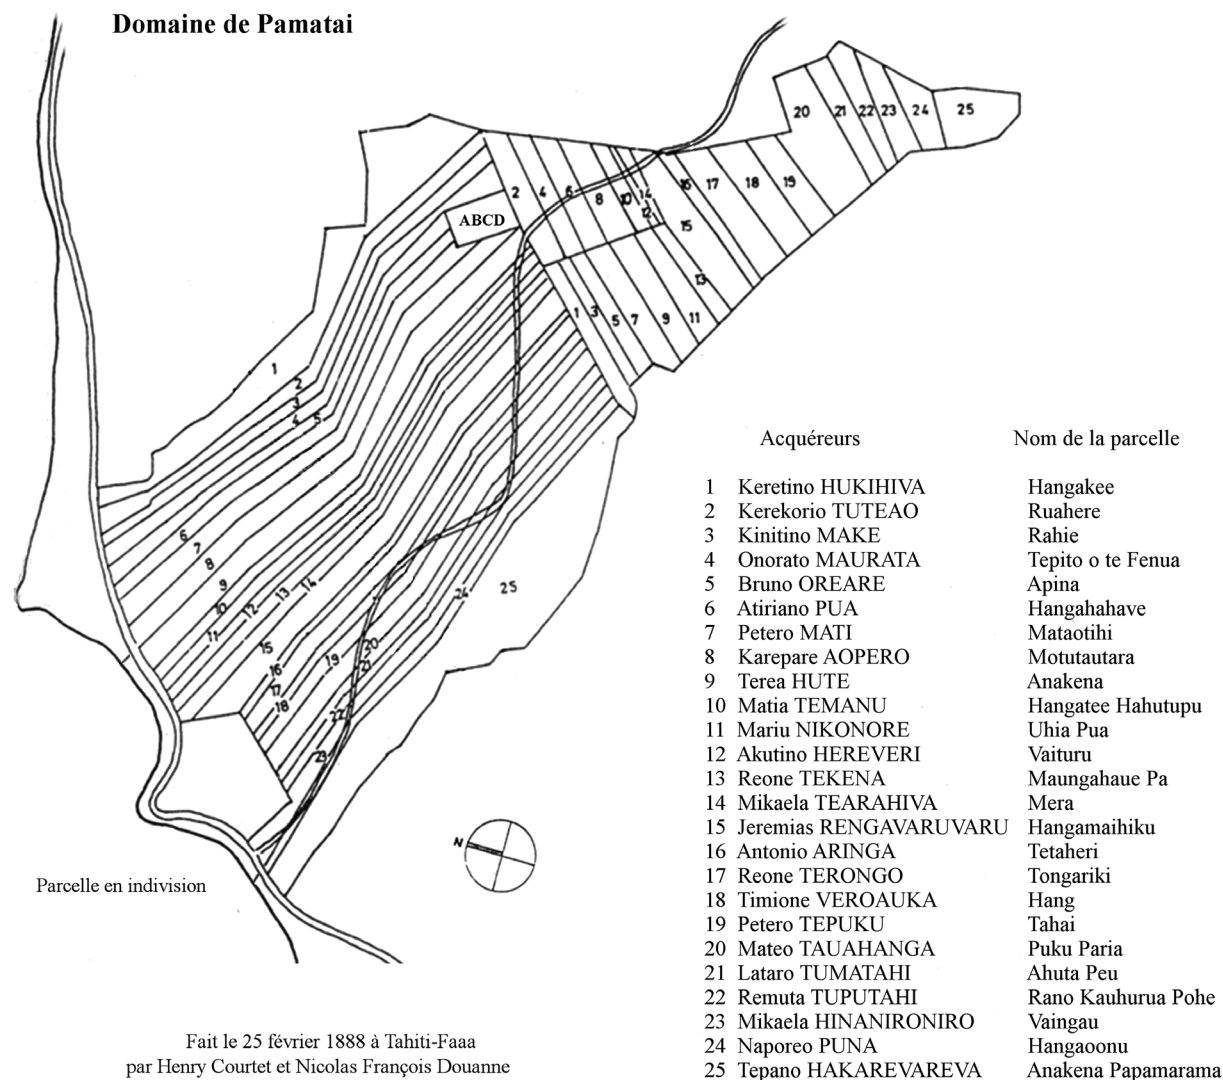 Domaine de Pamatai
20 21 22 23 24 25
2 4 6 8 10 14 16 17 18 19
12
ABCD
15
13
1 3 5 7 9 11
1
2
3
4 5
6
7
8
9
10 12 13 14
11
15
16
17
18
19 20
21
22
23
24 25
N
Parcelle en indivision
Fait le 25 février 1888 à Tahiti-Faaa
par Henry Courtet et Nicolas François Douanne
Acquéreurs Nom de la parcelle
1 Keretino HUKIHIVA Hangakee
2 Kerekorio TUTEAO Ruahere
3 Kinitino MAKE Rahie
4 Onorato MAURATA Tepito o te Fenua
5 Bruno OREARE Apina
6 Atiriano PUA Hangahahave
7 Petero MATI Mataotihi
8 Karepare AOPERO Motutautara
9 Terea HUTE Anakena
10 Matia TEMANU Hangatee Hahutupu
11 Mariu NIKONORE Uhia Pua
12 Akutino HEREVERI Vaituru
13 Reone TEKENA Maungahaue Pa
14 Mikaela TEARAHIVA Mera
15 Jeremias RENGAVARUVARU Hangamaihiku
16 Antonio ARINGA Tetaheri
17 Reone TERONGO Tongariki
18 Timione VEROAUKA Hang
19 Petero TEPUKU Tahai
20 Mateo TAUAHANGA Puku Paria
21 Lataro TUMATAHI Ahuta Peu
22 Remuta TUPUTAHI Rano Kauhurua Pohe
23 Mikaela HINANIRONIRO Vaingau
24 Naporeo PUNA Hangaoonu
25 Tepano HAKAREVAREVA Anakena Papamarama